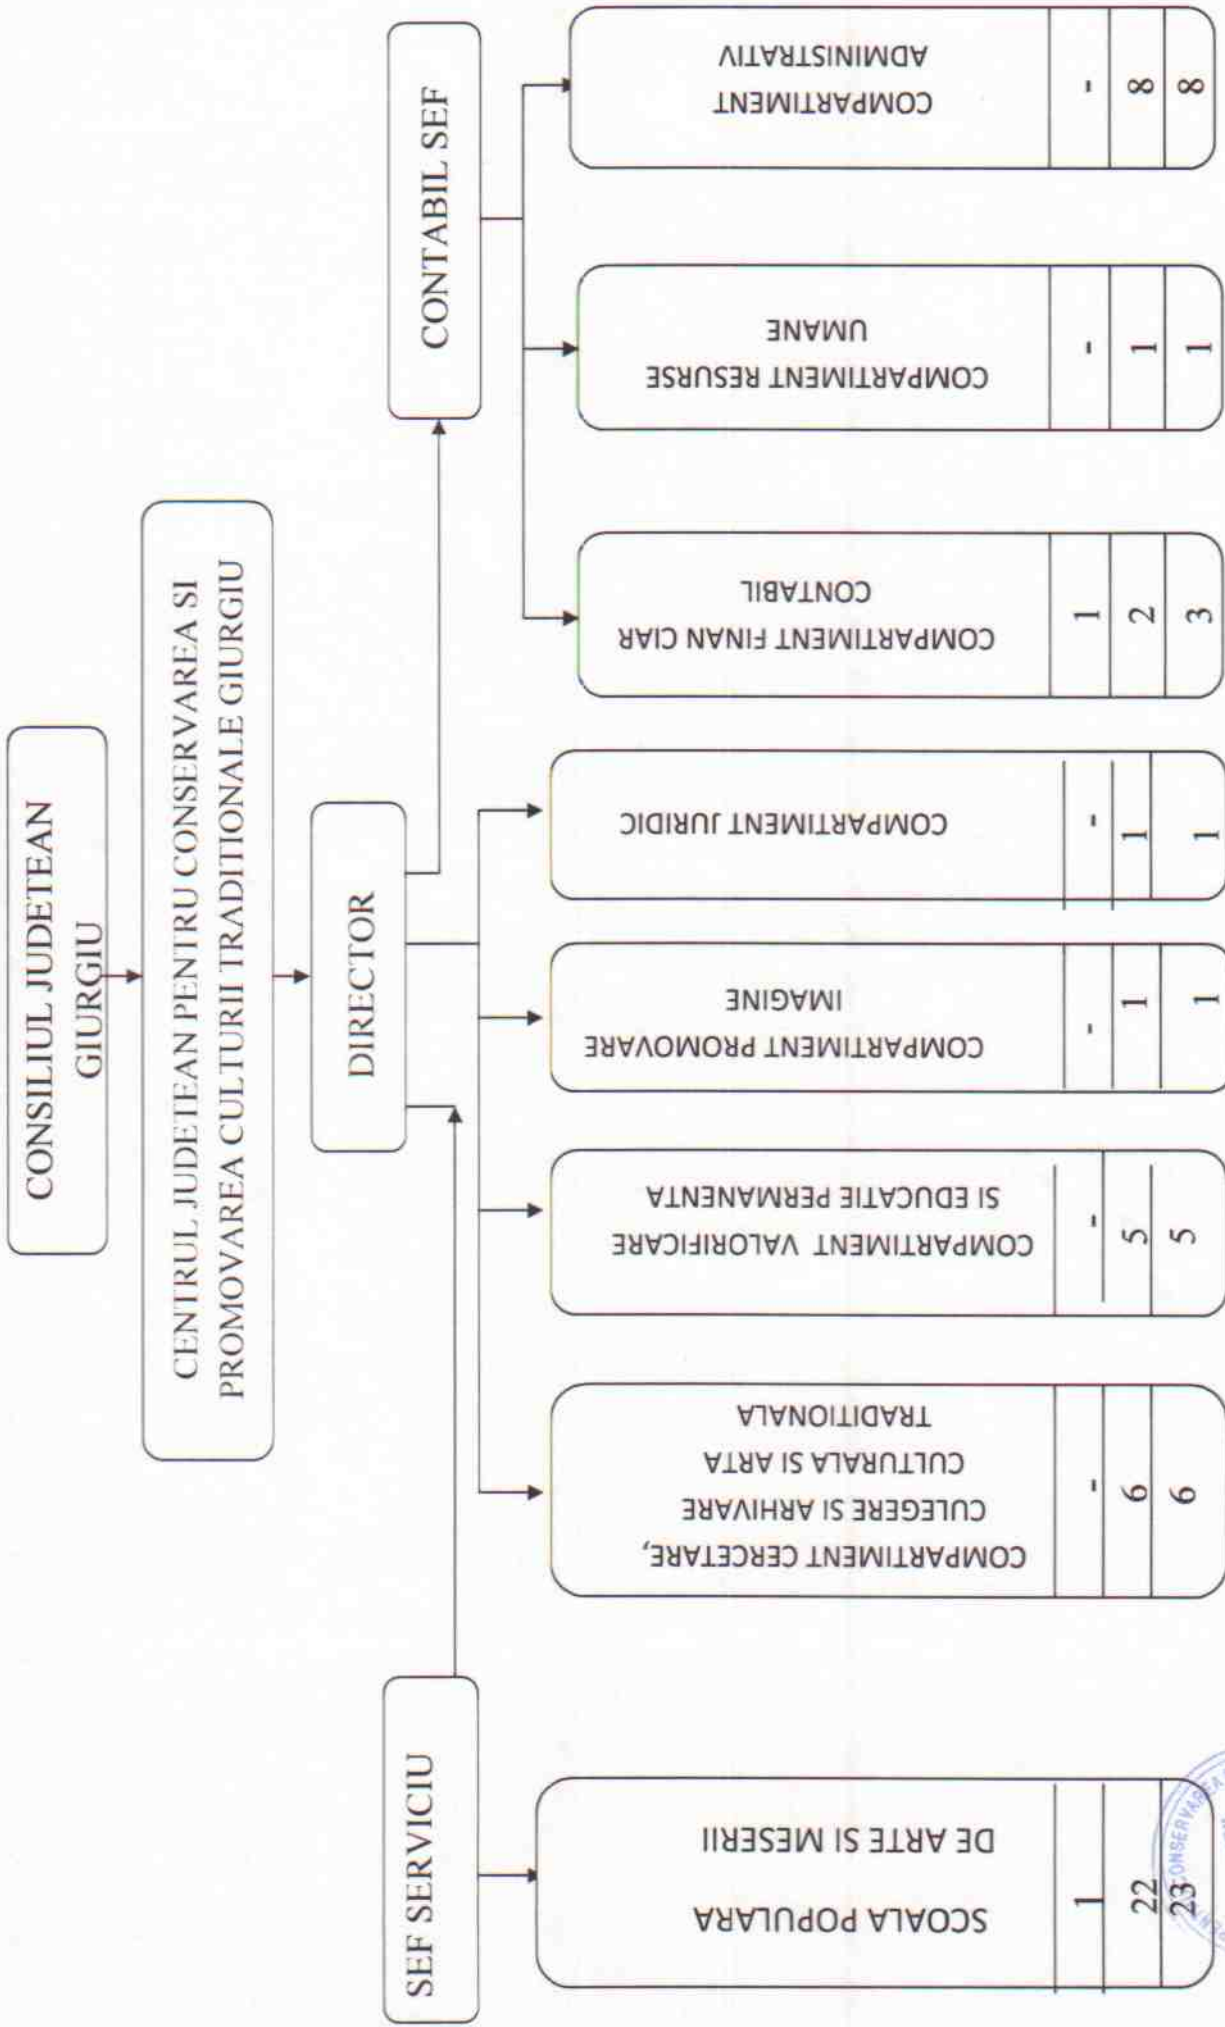 CONSILIUL JUDETEAN
GIURGIU
CENTRUL JUDETEAN PENTRU CONSERVAREA SI
PROMOVAREA CULTURII TRADITIONALE GIURGIU
DIRECTOR
SEF SERVICIU
CONTABIL SEF
SCOALA POPULARA
DE ARTE SI MESERII
1
22
23
COMPARTIMENT CERCETARE,
CULEGERE SI ARHIVARE
CULTURALA SI ARTA
TRADITIONALA
-
6
6
COMPARTIMENT VALORIFICARE
SI EDUCATIE PERMANENTA
-
5
5
COMPARTIMENT PROMOVARE
IMAGINE
-
1
1
COMPARTIMENT JURIDIC
-
1
1
COMPARTIMENT FINAN CIAR
CONTABIL
1
2
3
COMPARTIMENT RESURSE
UMANE
-
1
1
COMPARTIMENT
ADMINISTRATIV
-
8
8
CONSERVAREA